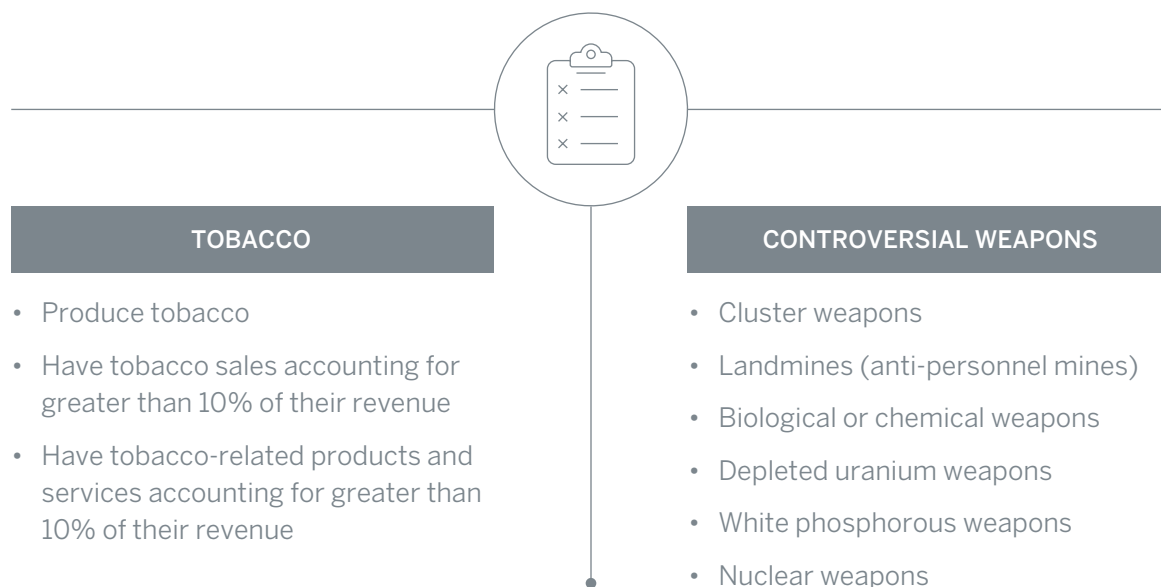 TOBACCO
• Produce tobacco
• Have tobacco sales accounting for
greater than 10% of their revenue
• Have tobacco-related products and
services accounting for greater than
10% of their revenue
CONTROVERSIAL WEAPONS
• Cluster weapons
• Landmines (anti-personnel mines)
• Biological or chemical weapons
• Depleted uranium weapons
• White phosphorous weapons
• Nuclear weapons